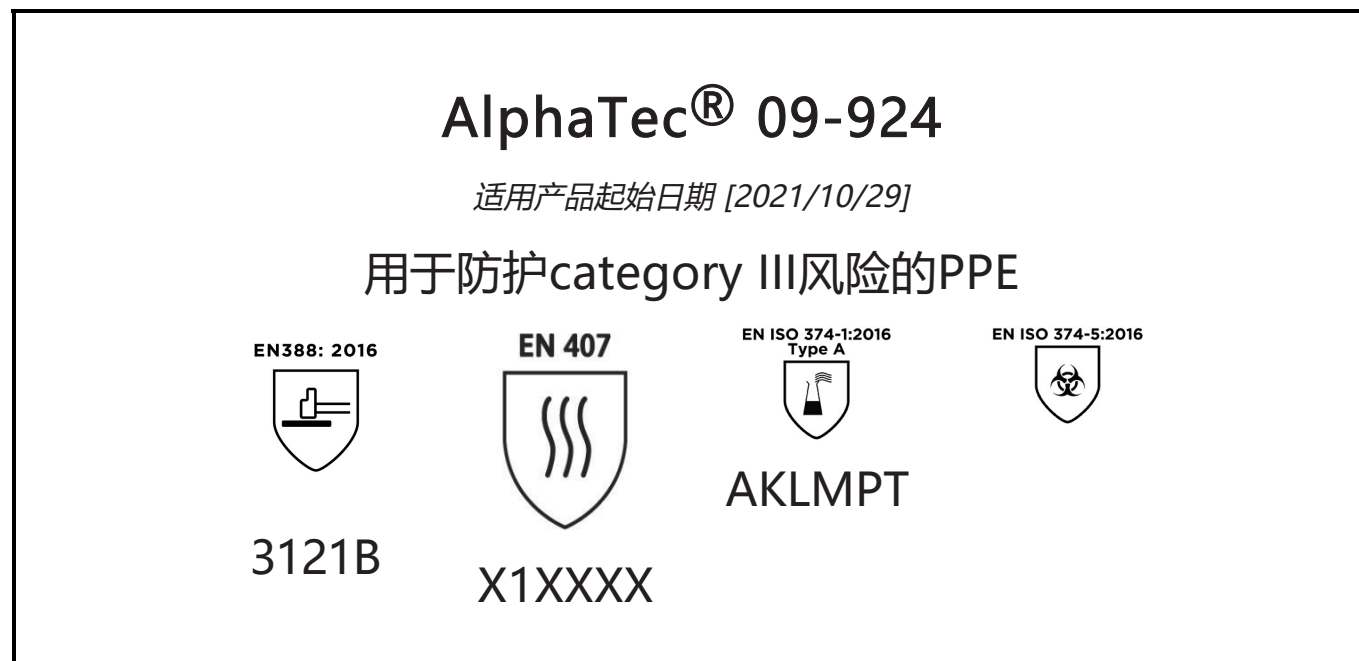 AlphaTec® 09-924
适用产品起始日期 [2021/10/29]
用于防护category III风险的PPE
EN388: 2016
3121B
EN 407
X1XXXX
EN ISO 374-1:2016
Type A
AKLMPT
EN ISO 374-5:2016